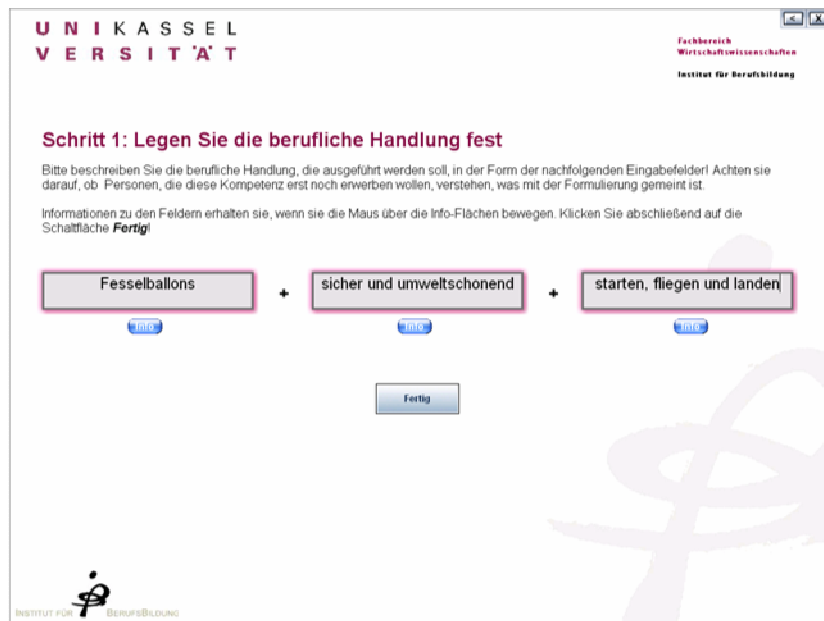 < X
UNIKASSEL
VERSITÄT
Fachbereich
Wirtschaftswissenschaften
Institut für Berufsbildung
Schritt 1: Legen Sie die berufliche Handlung fest
Bitte beschreiben Sie die berufliche Handlung, die ausgeführt werden soll, in der Form der nachfolgenden Eingabefelder! Achten sie
darauf, ob Personen, die diese Kompetenz erst noch erwerben wollen, verstehen, was mit der Formulierung gemeint ist.
Informationen zu den Feldern erhalten sie, wenn sie die Maus über die Info-Flächen bewegen. Klicken Sie abschließend auf die
Schaltfläche Fertig!
Fesselballons + sicher und umweltschonend + starten, fliegen und landen
Info Info Info
Fertig
INSTITUT FÜR BERUFSBILDUNG